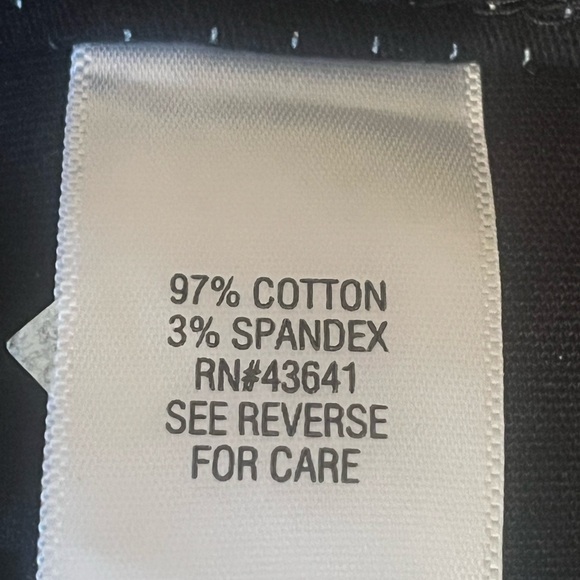 97% COTTON
3% SPANDEX
RN#43641
SEE REVERSE
FOR CARE